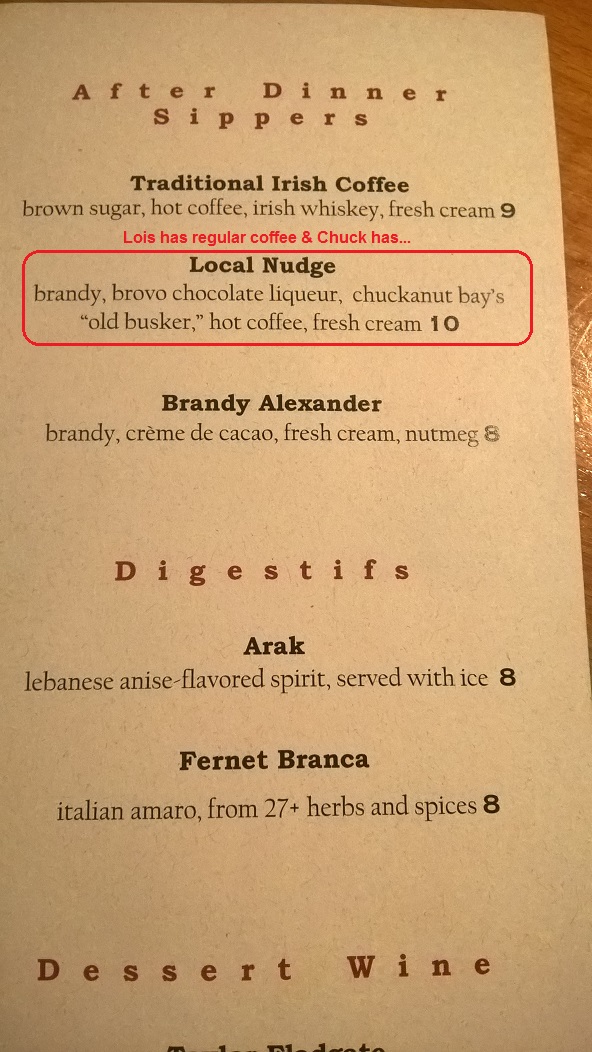 After Dinner
Sippers
Traditional Irish Coffee
brown sugar, hot coffee, irish whiskey, fresh cream 9
Lois has regular coffee & Chuck has...
Local Nudge
brandy, brovo chocolate liqueur, chuckanut bay's
“old busker,” hot coffee, fresh cream 10
Brandy Alexander
brandy, crème de cacao, fresh cream, nutmeg 8
Digestifs
Arak
lebanese anise-flavored spirit, served with ice 8
Fernet Branca
italian amaro, from 27+ herbs and spices 8
Dessert Wine